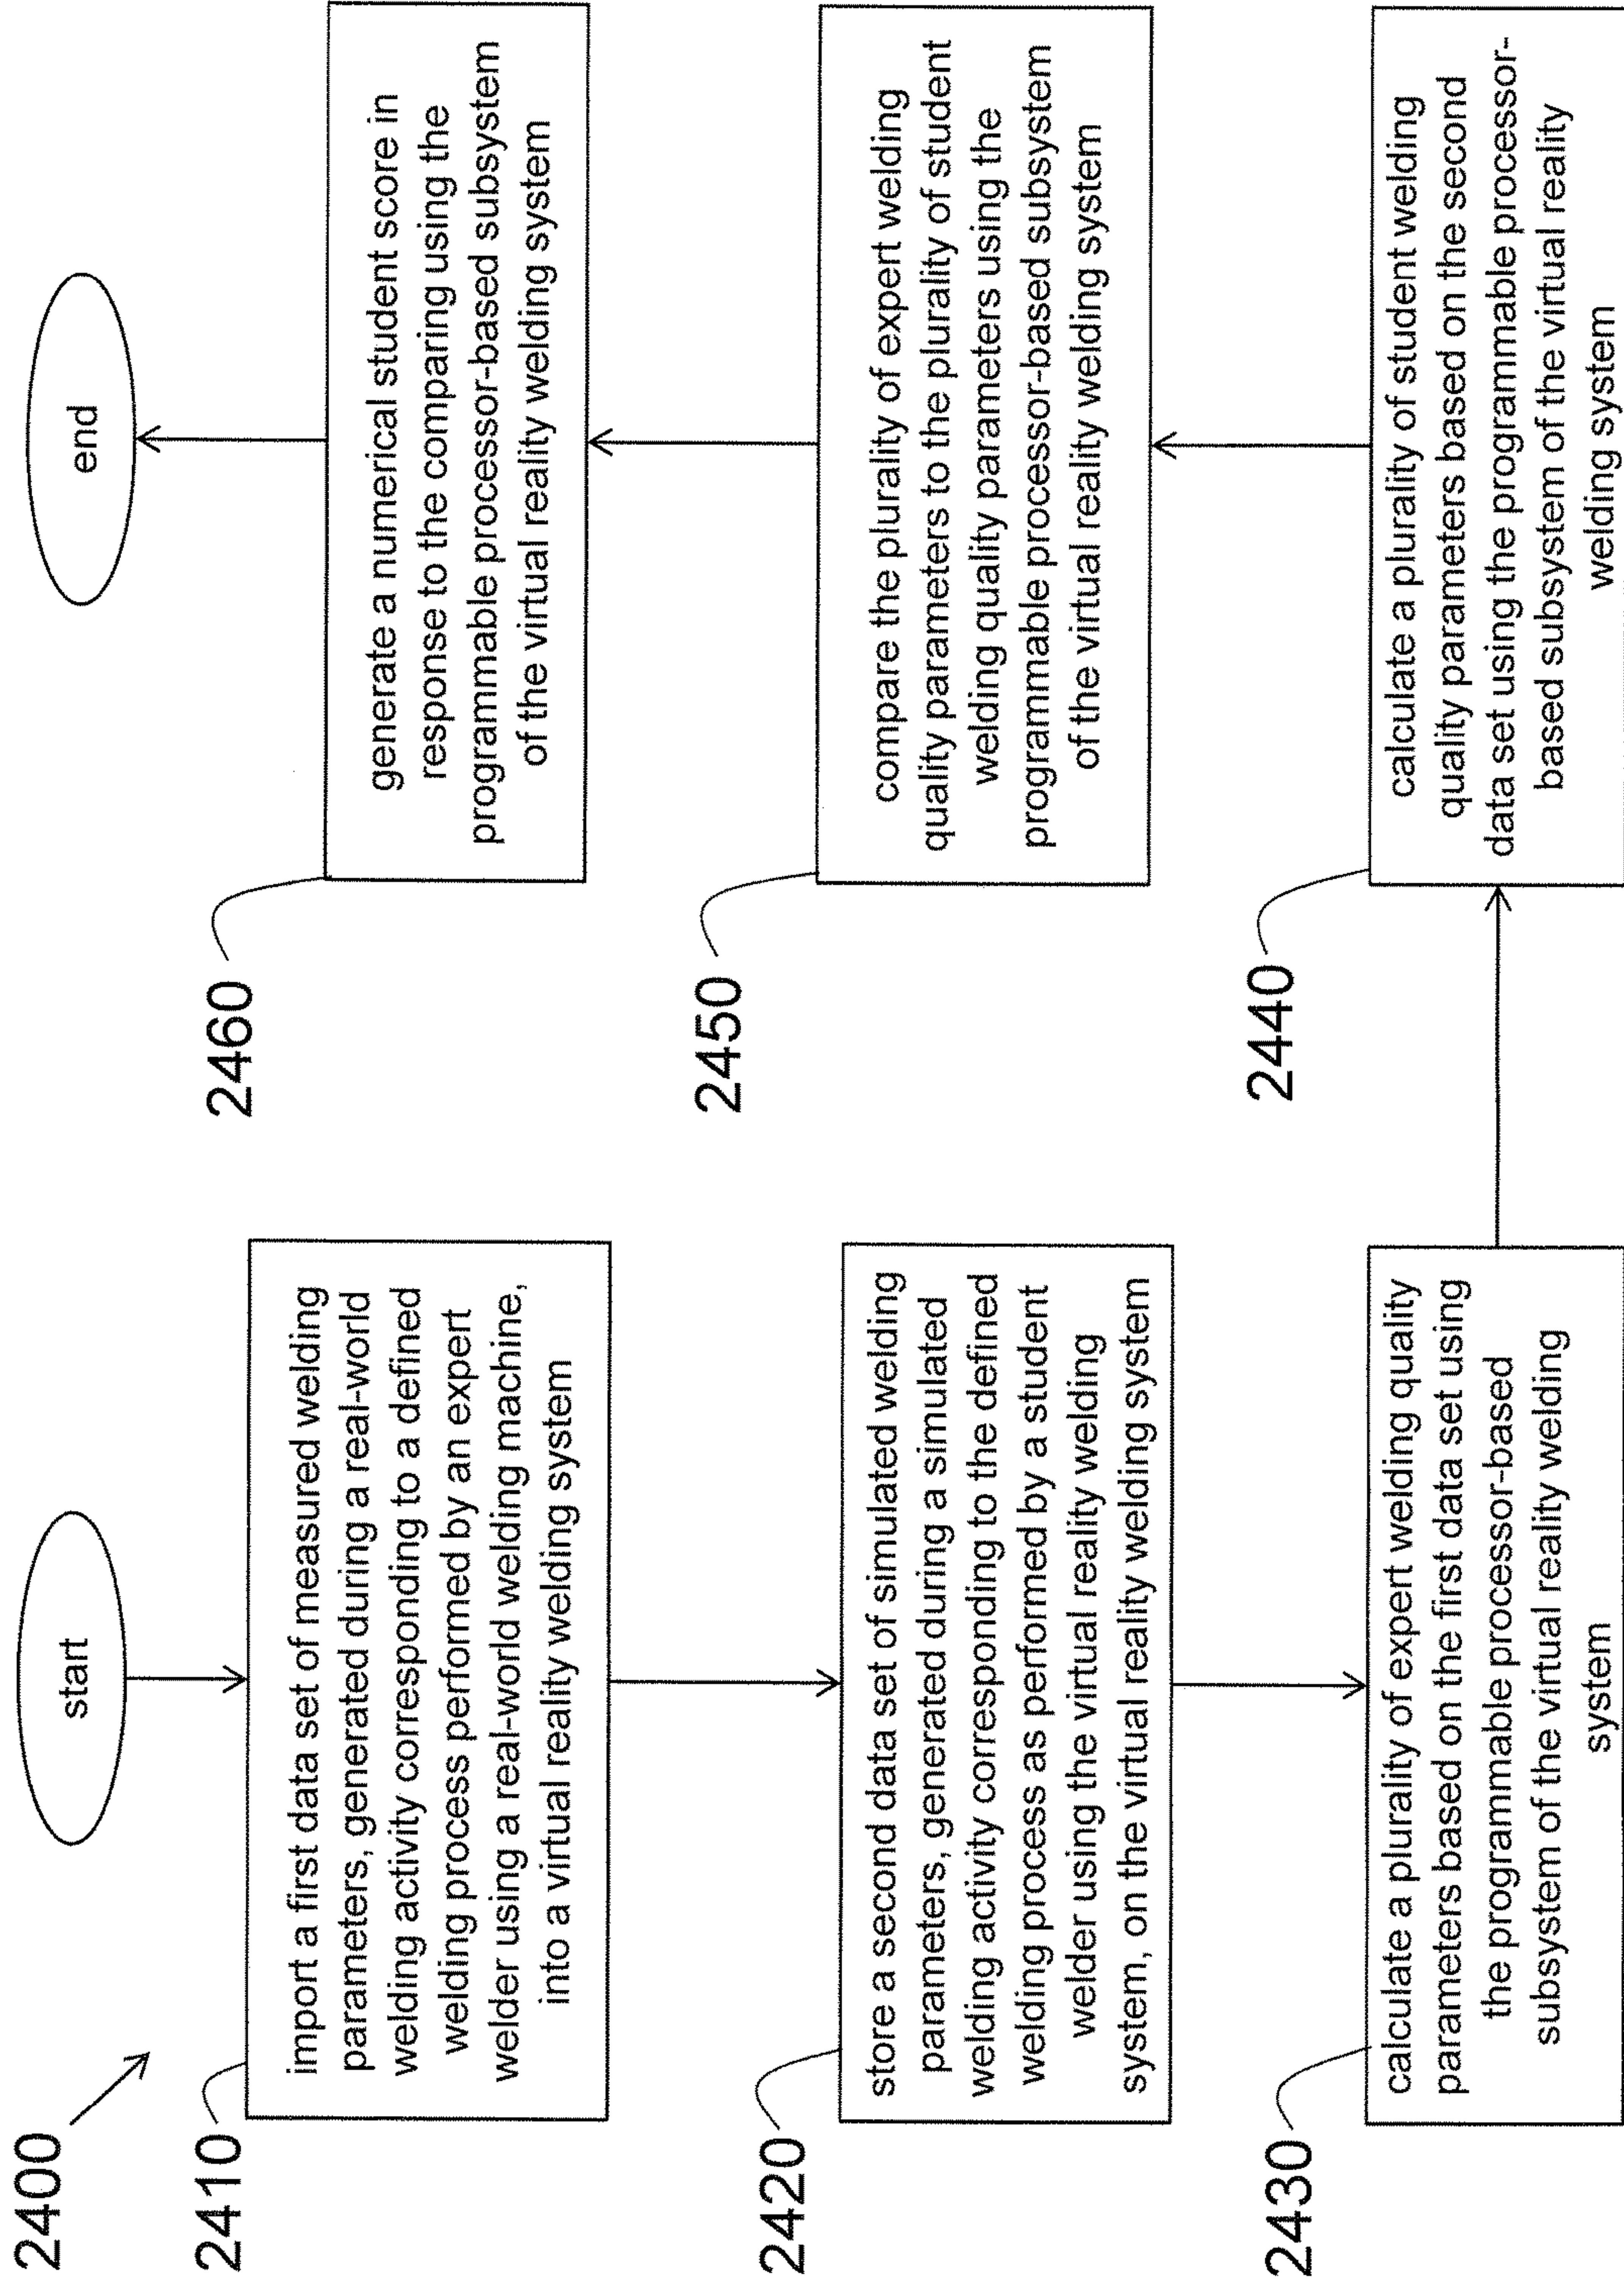 2400
start
2410
import a first data set of measured welding
parameters, generated during a real-world
welding activity corresponding to a defined
welding process performed by an expert
welder using a real-world welding machine,
into a virtual reality welding system
2420
store a second data set of simulated welding
parameters, generated during a simulated
welding activity corresponding to the defined
welding process as performed by a student
welder using the virtual reality welding
system, on the virtual reality welding system
2430
calculate a plurality of expert welding quality
parameters based on the first data set using
the programmable processor-based
subsystem of the virtual reality welding
system
2440
calculate a plurality of student welding
quality parameters based on the second
data set using the programmable processor-
based subsystem of the virtual reality
welding system
2450
compare the plurality of expert welding
quality parameters to the plurality of student
welding quality parameters using the
programmable processor-based subsystem
of the virtual reality welding system
2460
generate a numerical student score in
response to the comparing using the
programmable processor-based subsystem
of the virtual reality welding system
end